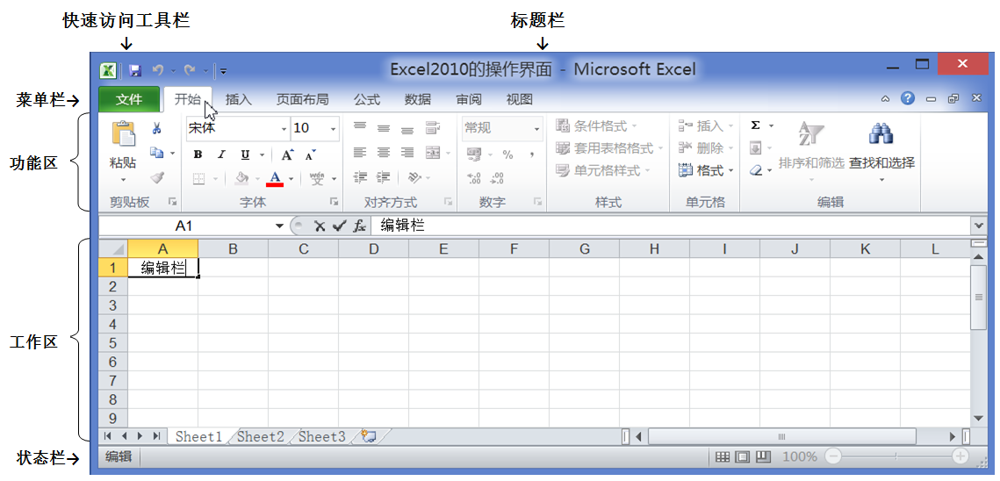 快速访问工具栏 标题栏
Excel2010的操作界面 - Microsoft Excel
菜单栏 文件 开始 插入 页面布局 公式 数据 审阅 视图
功能区
宋体 10 常规 条件格式 插入 Σ
粘贴 B I U A A % , 套用表格格式 删除 排序和筛选 查找和选择
A wén 文 .00 .00 单元格样式 格式
剪贴板 字体 对齐方式 数字 样式 单元格 编辑
A1 fx 编辑栏
A B C D E F G H I J K L
1 编辑栏
2
3
4
工作区
5
6
7
8
9
Sheet1 Sheet2 Sheet3
状态栏 编辑 100%